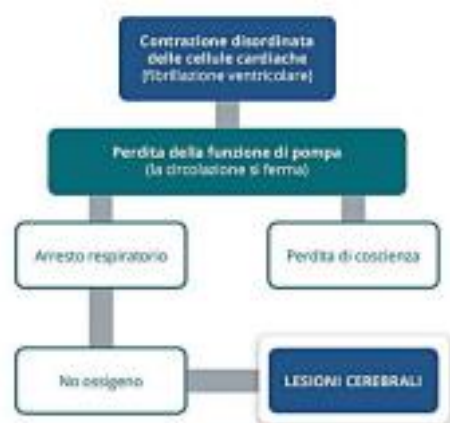 Contrazione disordinata
delle cellule cardiache
(fibrillazione ventricolare)
Perdita della funzione di pompa
(la circolazione si ferma)
Arresto respiratorio
Perdita di coscienza
No ossigeno
LESIONI CEREBRALI